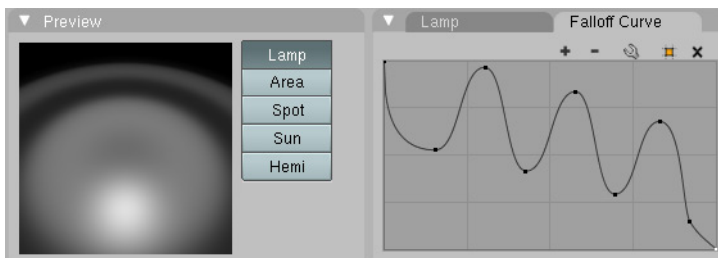 Preview
Lamp
Area
Spot
Sun
Hemi
Lamp
Falloff Curve